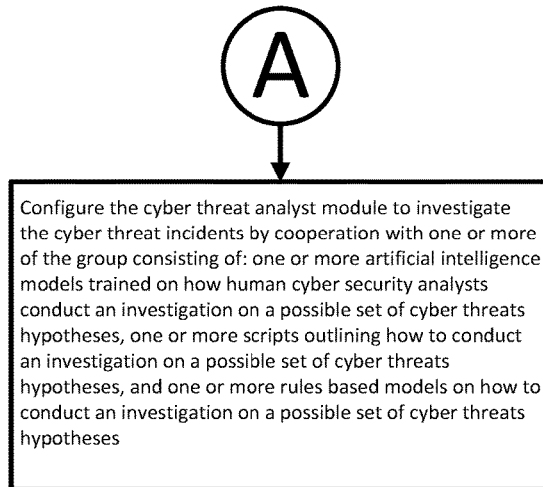 A
Configure the cyber threat analyst module to investigate
the cyber threat incidents by cooperation with one or more
of the group consisting of: one or more artificial intelligence
models trained on how human cyber security analysts
conduct an investigation on a possible set of cyber threats
hypotheses, one or more scripts outlining how to conduct
an investigation on a possible set of cyber threats
hypotheses, and one or more rules based models on how to
conduct an investigation on a possible set of cyber threats
hypotheses